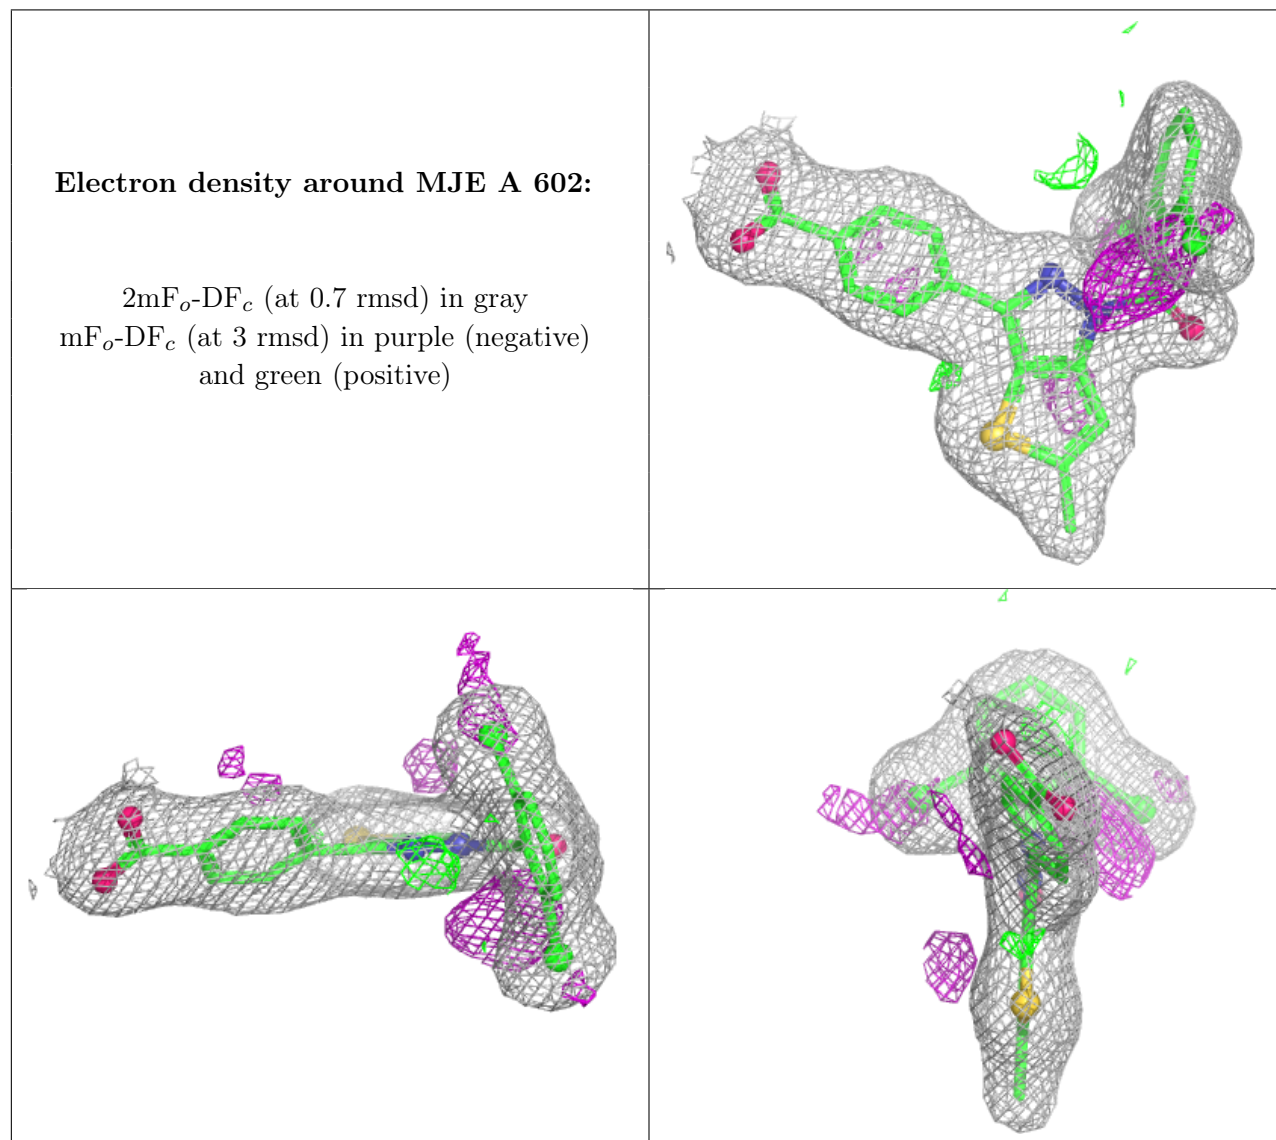 Electron density around MJE A 602:
2mFo-DFc (at 0.7 rmsd) in gray
mFo-DFc (at 3 rmsd) in purple (negative)
and green (positive)